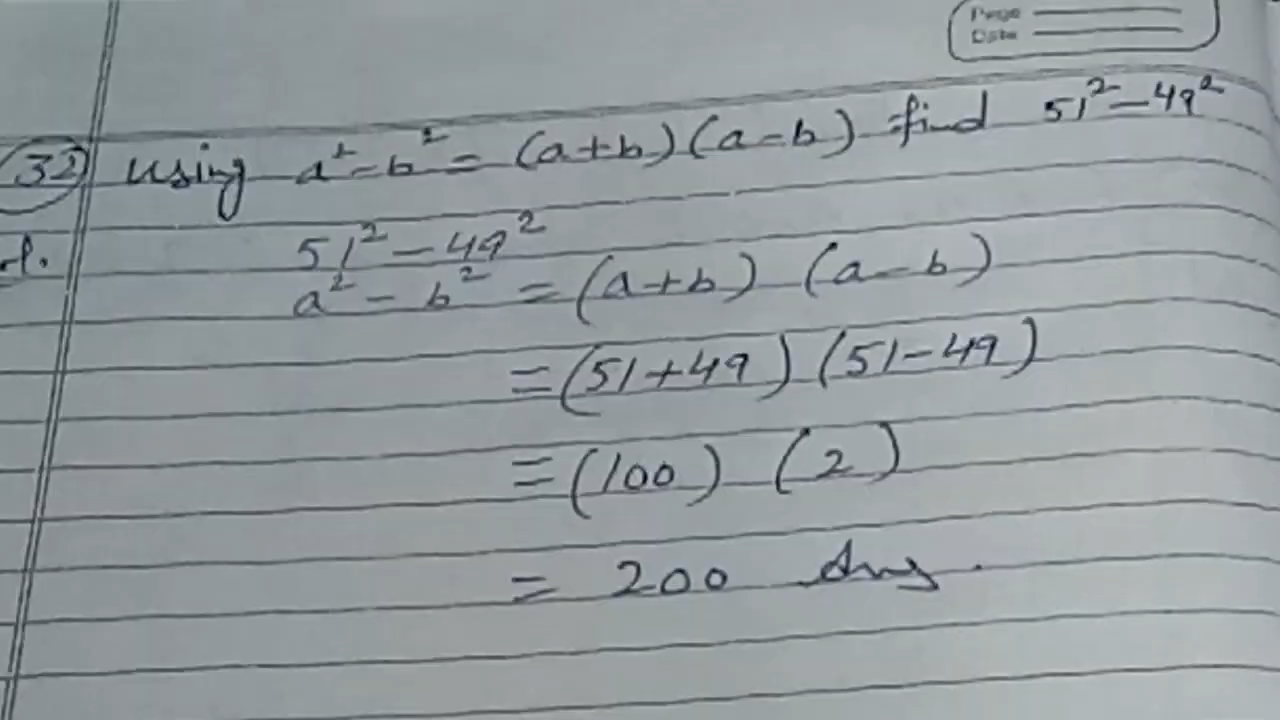 Page
Date
32 Using a² - b² = (a+b) (a-b) find 51² - 49²
51² - 49²
a² - b² = (a+b) (a-b)
= (51+49) (51-49)
= (100) (2)
= 200 Ans.